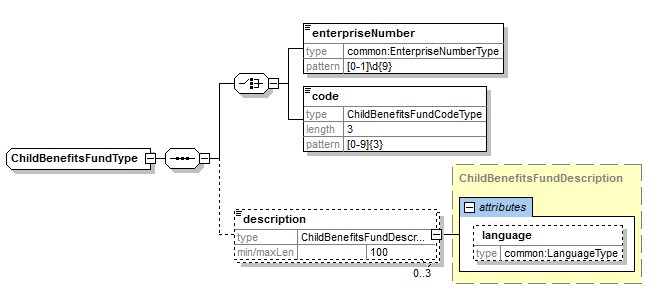 enterpriseNumber
type common:EnterpriseNumberType
pattern [0-1]\d{9}
code
type ChildBenefitsFundCodeType
length 3
pattern [0-9]{3}
ChildBenefitsFundType
ChildBenefitsFundDescription
attributes
description
type ChildBenefitsFundDescr...
min/maxLen 100
0..3
language
type common:LanguageType